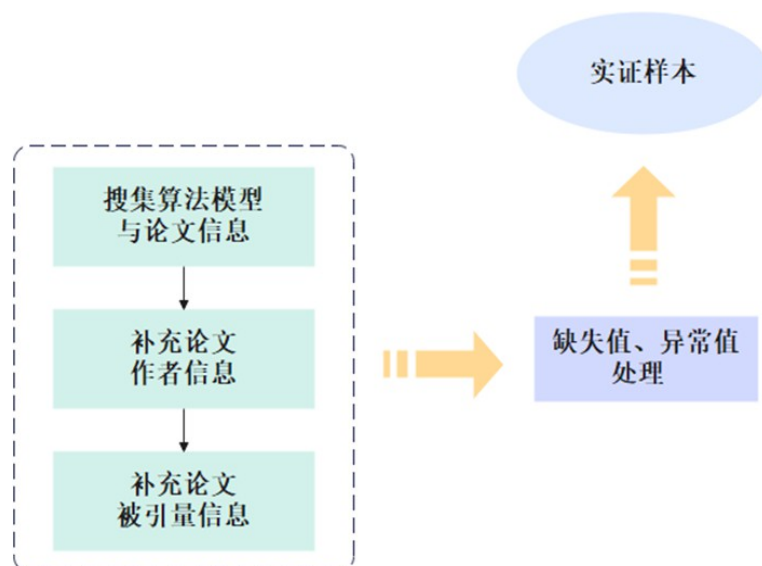 实证样本
搜集算法模型
与论文信息
补充论文
作者信息
补充论文
被引量信息
缺失值、异常值
处理